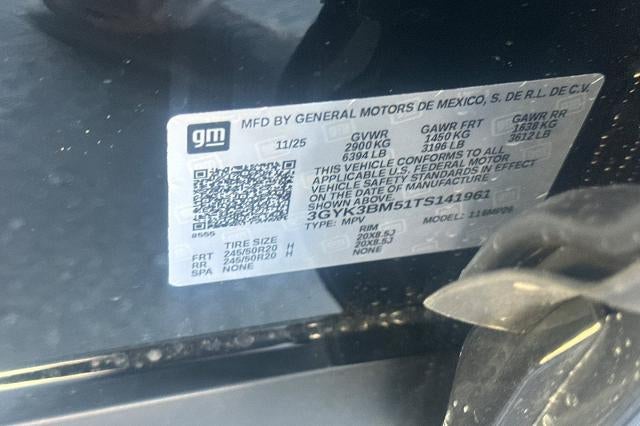 gm
MFD BY GENERAL MOTORS DE MEXICO, S. DE R.L. DE C.V.
11/25 GVWR GAWR FRT GAWR RR
2900 KG 1450 KG 1638 KG
6394 LB 3196 LB 3612 LB
THIS VEHICLE CONFORMS TO ALL
APPLICABLE U.S. FEDERAL MOTOR
VEHICLE SAFETY STANDARDS IN EFFECT
ON THE DATE OF MANUFACTURE
SHOWN ABOVE.
3GYK3BM51TS141961
TYPE: MPV MODEL: 116MP26
#555
TIRE SIZE RIM
FRT 245/50R20 H 20X8.5J
RR 245/50R20 H 20X8.5J
SPA NONE NONE